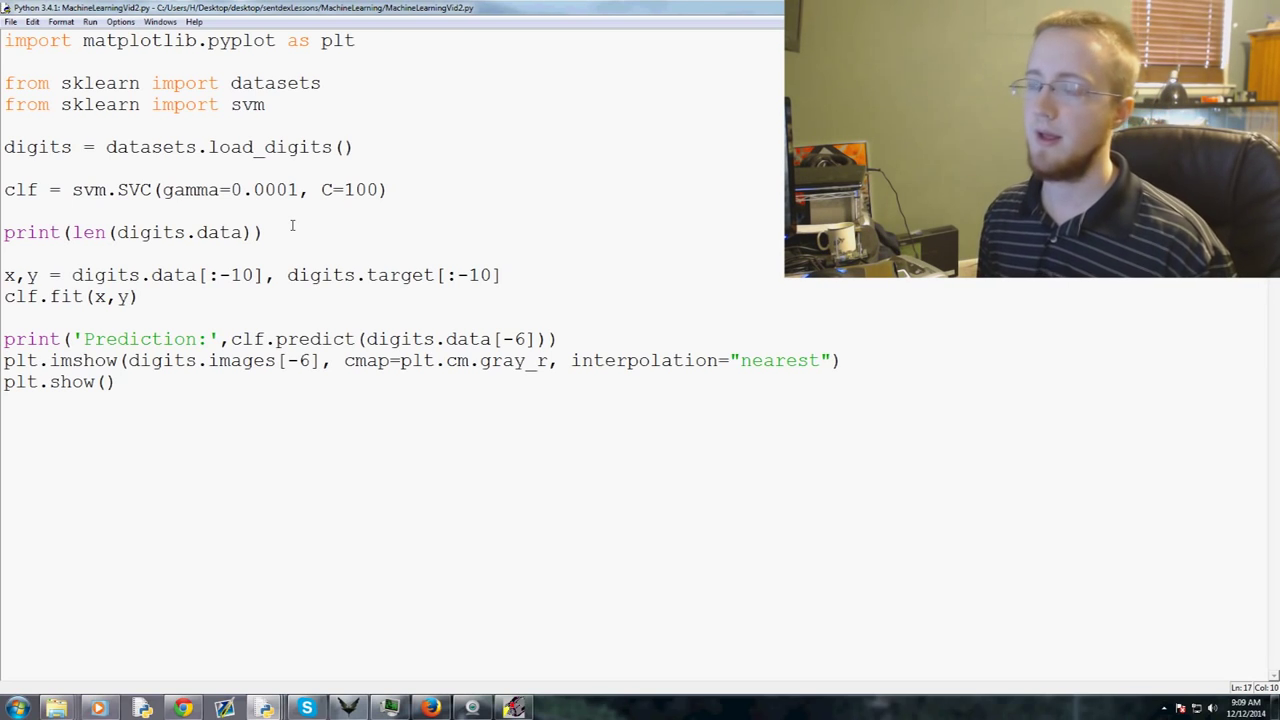 Python 3.4.1: MachineLearningVid2.py - C:/Users/H/Desktop/desktop/sentdexLessons/MachineLearning/MachineLearningVid2.py
File Edit Format Run Options Windows Help
import matplotlib.pyplot as plt
from sklearn import datasets
from sklearn import svm
digits = datasets.load_digits()
clf = svm.SVC(gamma=0.0001, C=100)
print(len(digits.data))
x,y = digits.data[:-10], digits.target[:-10]
clf.fit(x,y)
print('Prediction:',clf.predict(digits.data[-6]))
plt.imshow(digits.images[-6], cmap=plt.cm.gray_r, interpolation="nearest")
plt.show()
Ln: 17 Col: 10
9:09 AM
12/12/2014